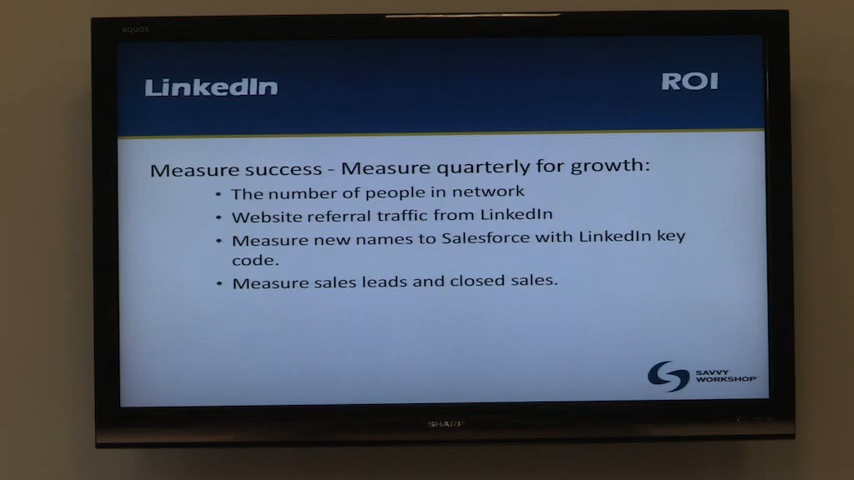 AQUOS
LinkedIn
ROI
Measure success - Measure quarterly for growth:
• The number of people in network
• Website referral traffic from LinkedIn
• Measure new names to Salesforce with LinkedIn key
code.
• Measure sales leads and closed sales.
SAVVY
WORKSHOP
SHARP